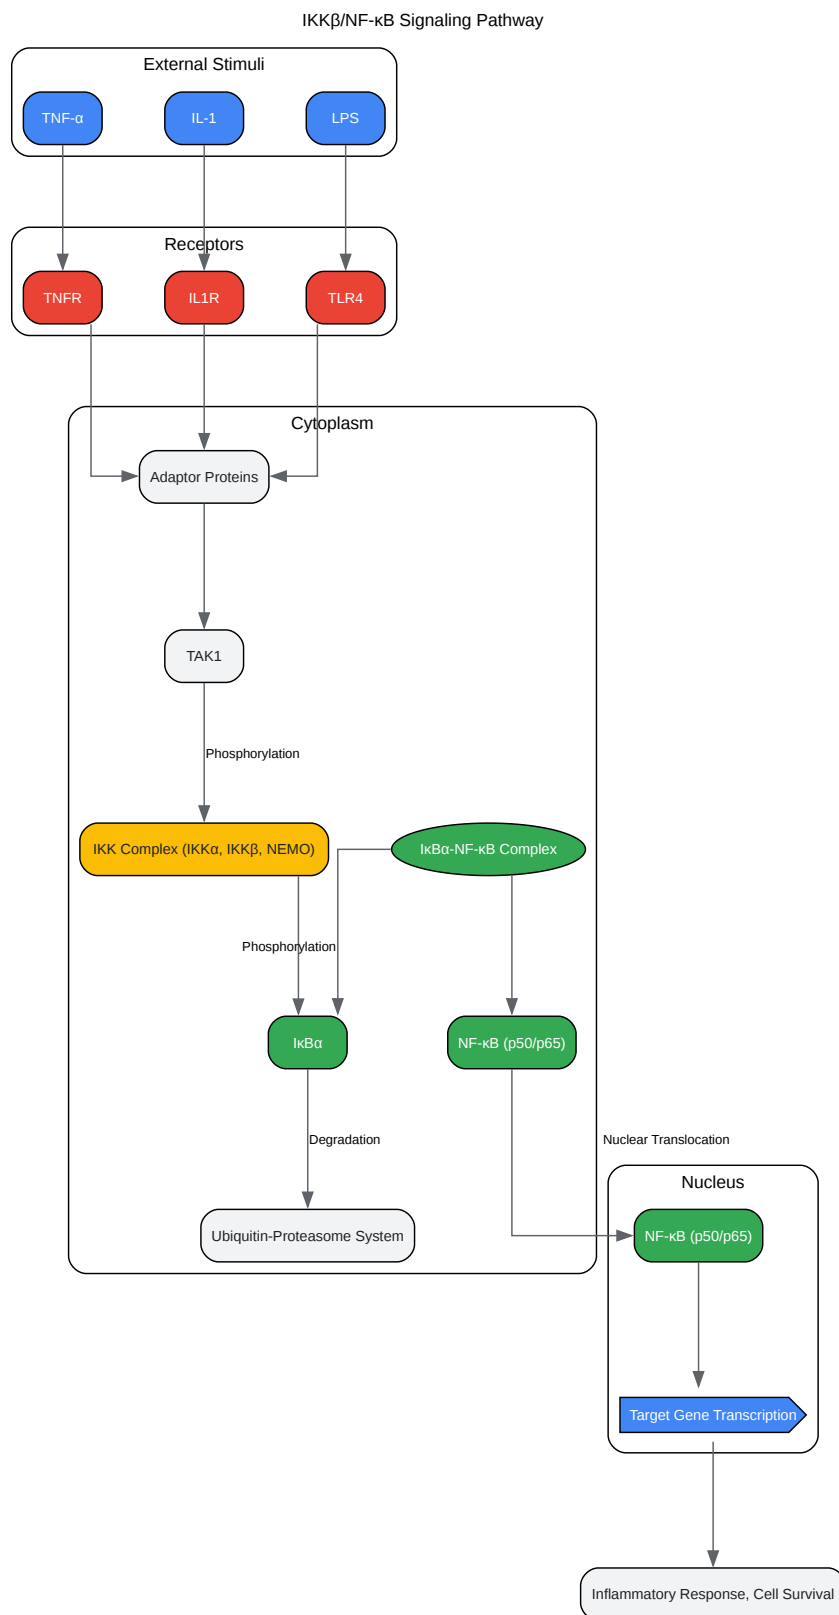 IKKβ/NF-κB Signaling Pathway
External Stimuli
TNF-α
IL-1
LPS
Receptors
TNFR
IL1R
TLR4
Cytoplasm
Adaptor Proteins
TAK1
Phosphorylation
IKK Complex (IKKα, IKKβ, NEMO)
IκBα-NF-κB Complex
Phosphorylation
IκBα
NF-κB (p50/p65)
Degradation
Nuclear Translocation
Nucleus
Ubiquitin-Proteasome System
NF-κB (p50/p65)
Target Gene Transcription
Inflammatory Response, Cell Survival